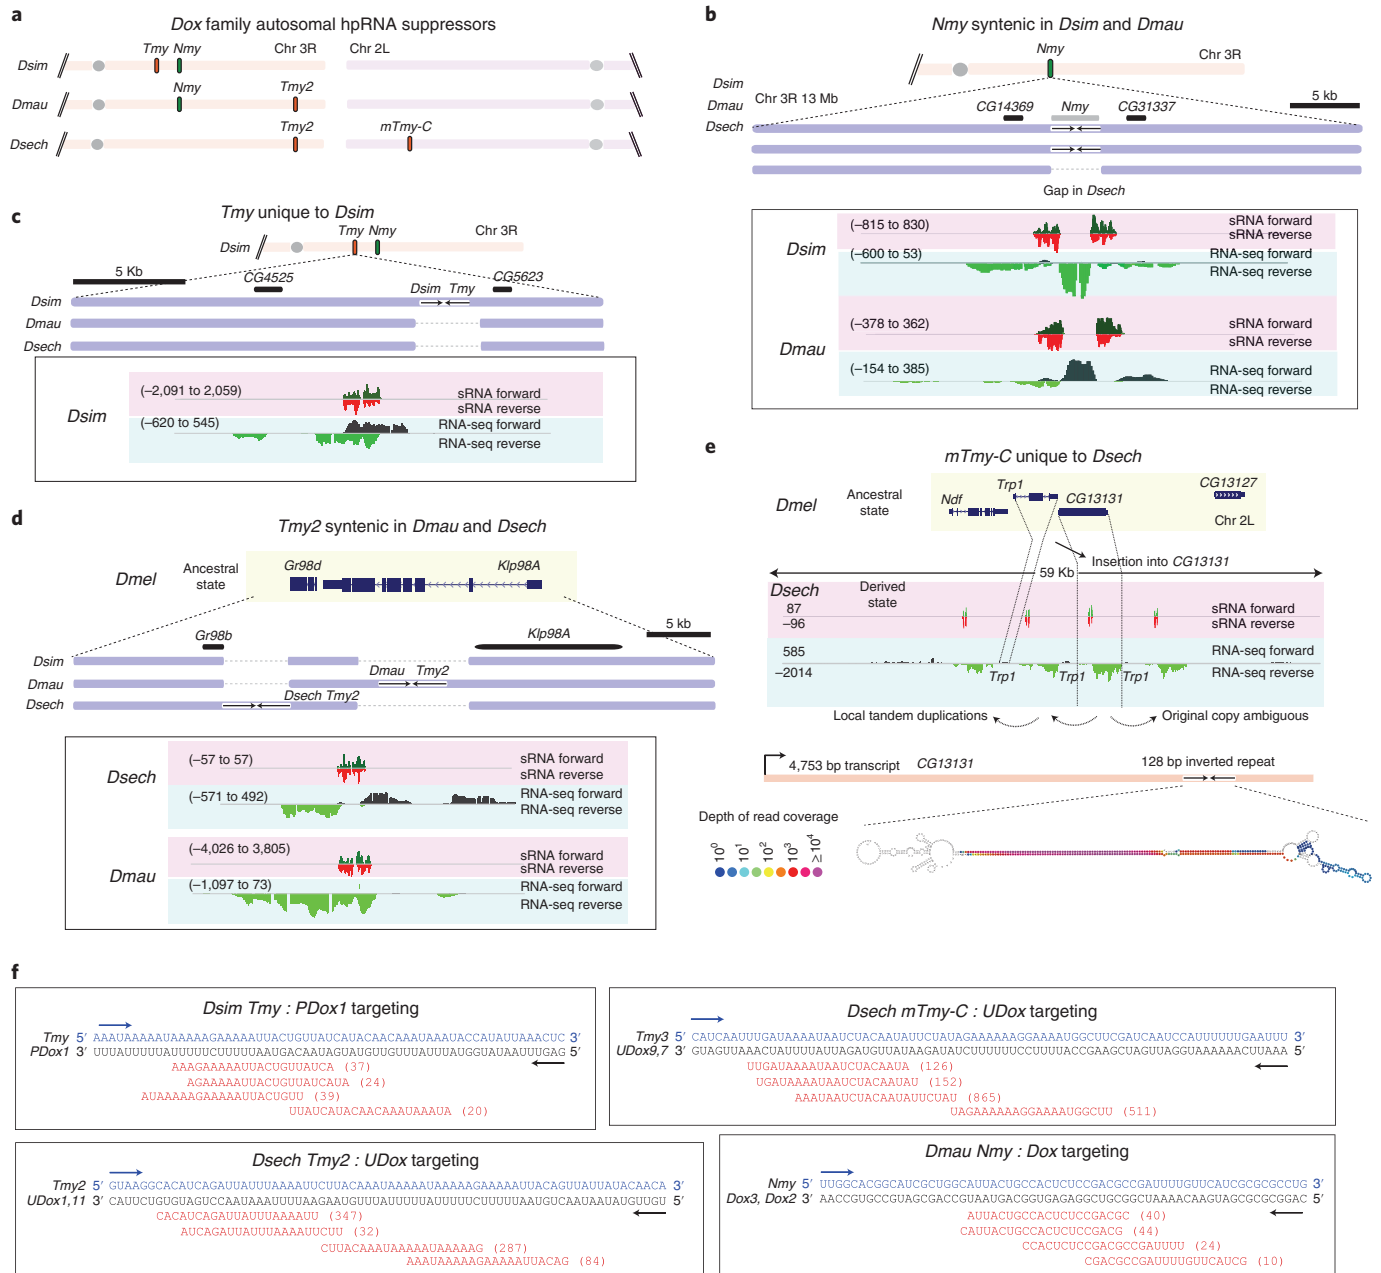 a
Dox family autosomal hpRNA suppressors
Tmy Nmy Chr 3R Chr 2L
Dsim
Nmy Tmy2
Dmau
Tmy2 mTmy-C
Dsech
b
Nmy syntenic in Dsim and Dmau
Nmy
Chr 3R
Dsim
Dmau Chr 3R 13 Mb
5 kb
CG14369 Nmy CG31337
Dsech
Gap in Dsech
Dsim
(–815 to 830)
sRNA forward
sRNA reverse
(–600 to 53)
RNA-seq forward
RNA-seq reverse
Dmau
(–378 to 362)
sRNA forward
sRNA reverse
(–154 to 385)
RNA-seq forward
RNA-seq reverse
c
Tmy unique to Dsim
Tmy Nmy Chr 3R
Dsim
5 Kb
CG4525 CG5623
Dsim Dsim Tmy
Dmau
Dsech
Dsim
(–2,091 to 2,059)
sRNA forward
sRNA reverse
(–620 to 545)
RNA-seq forward
RNA-seq reverse
d
Tmy2 syntenic in Dmau and Dsech
Dmel
Ancestral
state
Gr98d Klp98A
Gr98b Klp98A 5 kb
Dsim
Dmau Dmau Tmy2
Dsech Dsech Tmy2
Dsech
(–57 to 57)
sRNA forward
sRNA reverse
(–571 to 492)
RNA-seq forward
RNA-seq reverse
Dmau
(–4,026 to 3,805)
sRNA forward
sRNA reverse
(–1,097 to 73)
RNA-seq forward
RNA-seq reverse
e
mTmy-C unique to Dsech
Dmel
Ancestral
state
Ndf Trp1 CG13131 CG13127
Chr 2L
Insertion into CG13131
59 Kb
Dsech
Derived
state
87
–96
sRNA forward
sRNA reverse
585
–2014
RNA-seq forward
RNA-seq reverse
Trp1 Trp1 Trp1
Local tandem duplications
Original copy ambiguous
4,753 bp transcript CG13131 128 bp inverted repeat
Depth of read coverage
10⁰ 10¹ 10² 10³ ≥10⁴
f
Dsim Tmy : PDox1 targeting
Tmy 5′ AAAUAAAAAUAAAAAGAAAAAUUACUGUUAUCAUACAACAAAUAAAUACCAUAUUAAACUC 3′
PDox1 3′ UUUAUUUUUAUUUUUCUUUUUAAUGACAAUAGUAUGUUGUUUAUUUAUGGUAUAAUUUGAG 5′
AAAGAAAAAUUACUGUUAUCA (37)
AGAAAAAUUACUGUUAUCAUA (24)
AUAAAAAGAAAAAUUACUGUU (39)
UUAUCAUACAACAAAUAAAUA (20)
Dsech mTmy-C : UDox targeting
Tmy3 5′ CAUCAAUUUGAUAAAAUAAUCUACAAUAUUCUAUAGAAAAAAGGAAAAUGGCUUCGAUCAAUCCAUUUUUUGAAUUU 3′
UDox9,7 3′ GUAGUUAAACUAUUUUAUUAGAUGUUAUAAGAUAUCUUUUUUCCUUUUACCGAAGCUAGUUAGGUAAAAAACUUAAA 5′
UUGAUAAAAUAAUCUACAAUA (126)
UGAUAAAAUAAUCUACAAUAU (152)
AAAUAAUCUACAAUAUUCUAU (865)
UAGAAAAAAGGAAAAUGGCUU (511)
Dsech Tmy2 : UDox targeting
Tmy2 5′ GUAAGGCACAUCAGAUUAUUUAAAAUUCUUACAAAUAAAAAUAAAAAGAAAAAUUACAGUUAUUAUACAACA 3′
UDox1,11 3′ CAUUCUGUGUAGUCCAAUAAAUUUUAAGAAUGUUUAUUUUUAUUUUUCUUUUUAAUGUCAAUAAUAUGUUGU 5′
CACAUCAGAUUAUUUAAAAUU (347)
AUCAGAUUAUUUAAAAUUCUU (32)
CUUACAAAUAAAAAUAAAAAG (287)
AAAUAAAAAGAAAAAUUACAG (84)
Dmau Nmy : Dox targeting
Nmy 5′ UUGGCACGGCAUCGCUGGCAUUACUGCCACUCUCCGACGCCGAUUUUGUUCAUCGCGCGCCUG 3′
Dox3, Dox2 3′ AACCGUGCCGUAGCGACCGUAAUGACGGUGAGAGGCUGCGGCUAAAACAAGUAGCGCGCGGAC 5′
AUUACUGCCACUCUCCGACGC (40)
CAUUACUGCCACUCUCCGACG (44)
CCACUCUCCGACGCCGAUUUU (24)
CGACGCCGAUUUUGUUCAUCG (10)